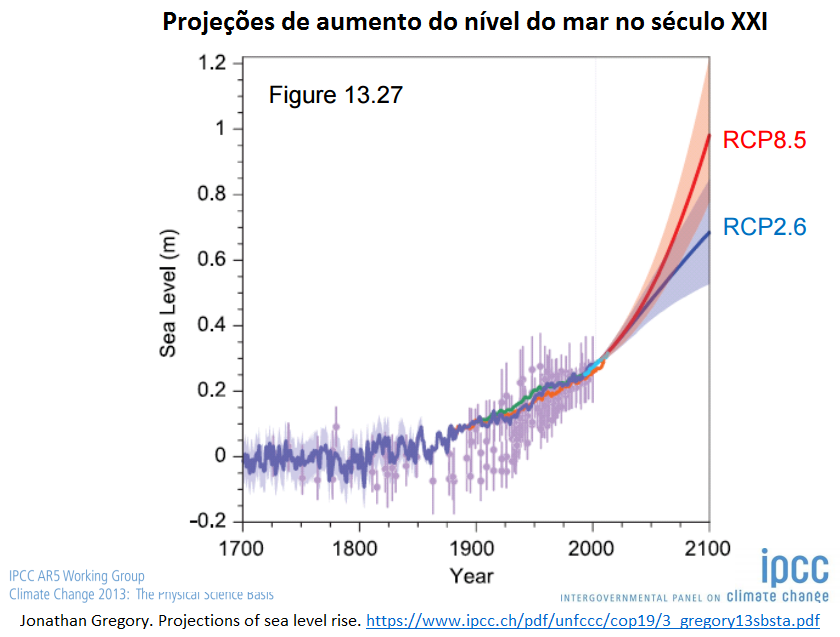 Projeções de aumento do nível do mar no século XXI
Figure 13.27
1.2
1
0.8
0.6
0.4
0.2
0
-0.2
Sea Level (m)
RCP8.5
RCP2.6
1700 1800 1900 2000 2100
Year
IPCC AR5 Working Group
Climate Change 2013: The Physical Science Basis
ipcc
INTERGOVERNMENTAL PANEL ON climate change
Jonathan Gregory. Projections of sea level rise. https://www.ipcc.ch/pdf/unfccc/cop19/3_gregory13sbsta.pdf